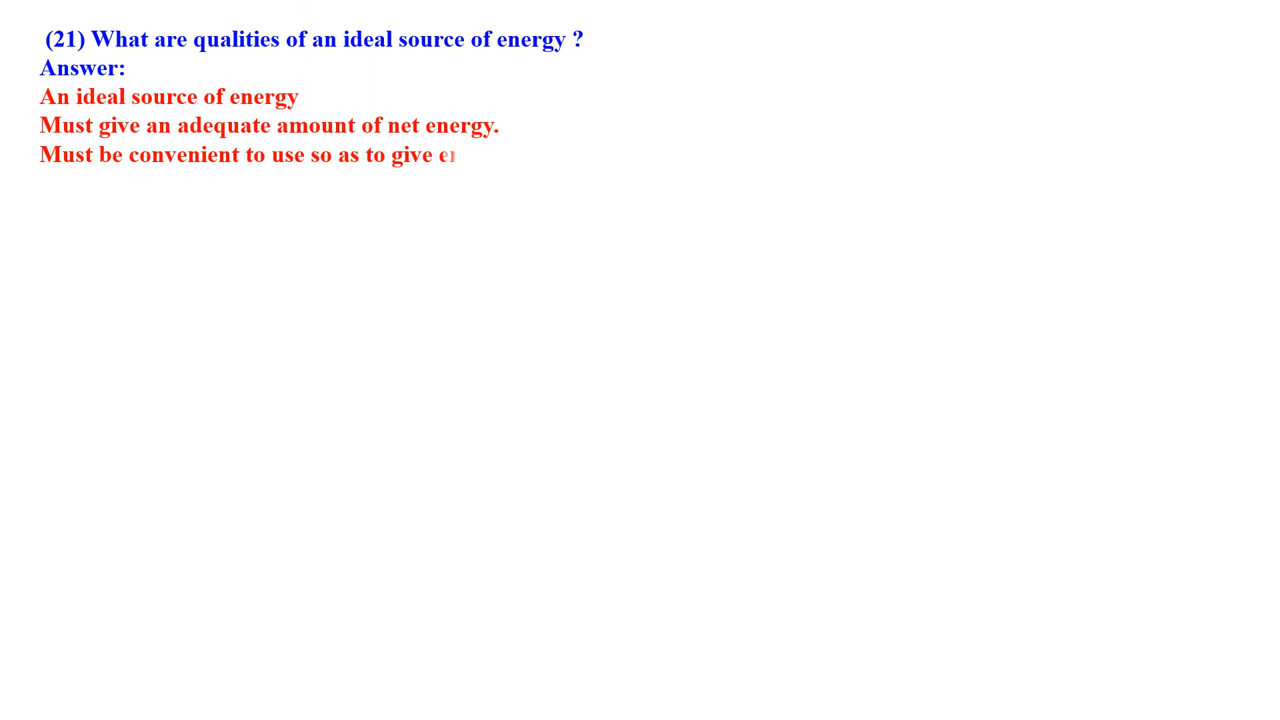 (21) What are qualities of an ideal source of energy ?
Answer:
An ideal source of energy
Must give an adequate amount of net energy.
Must be convenient to use so as to give